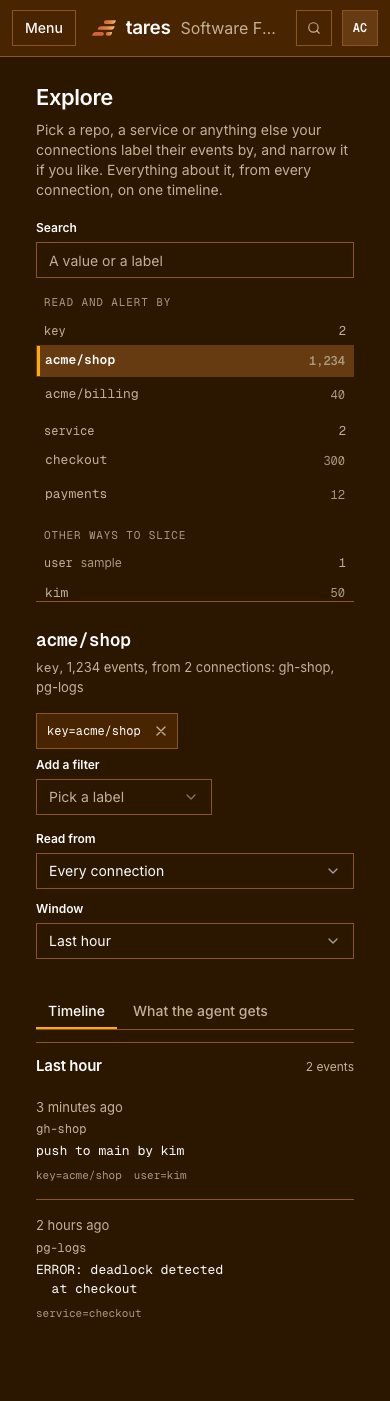 Menu
tares
Software F...
AC
Explore
Pick a repo, a service or anything else your
connections label their events by, and narrow it
if you like. Everything about it, from every
connection, on one timeline.
Search
A value or a label
READ AND ALERT BY
key 2
acme/shop 1,234
acme/billing 40
service 2
checkout 300
payments 12
OTHER WAYS TO SLICE
user sample 1
kim 50
acme/shop
key, 1,234 events, from 2 connections: gh-shop,
pg-logs
key=acme/shop
Add a filter
Pick a label
Read from
Every connection
Window
Last hour
Timeline
What the agent gets
Last hour 2 events
3 minutes ago
gh-shop
push to main by kim
key=acme/shop user=kim
2 hours ago
pg-logs
ERROR: deadlock detected
at checkout
service=checkout